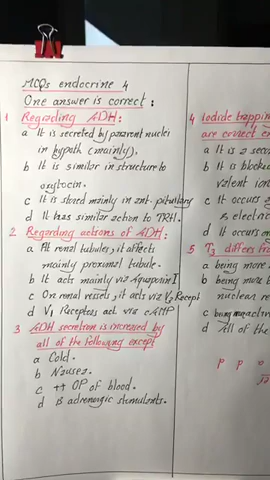 MCQs endocrine 4
One answer is correct :
1 Regarding ADH :
a It is secreted by paravent nuclei
in hypoth (mainly).
b It is similar in structure to
oxytocin.
c It is stored mainly in ant. pituitary
d It has similar action to TRH.
2 Regarding actions of ADH :
a At renal tubules, it affects
mainly proximal tubule.
b It acts mainly via Aquaporin I
c On renal vessels, it acts via V2 Recept
d V1 Receptors act via cAMP
3 ADH secretion is increased by
all of the following except
a Cold.
b Nausea.
c ++ OP of blood.
d B adrenergic stimulants.
4 Iodide trapping
are correct e
a It is a sec
b It is block
valent ion
c It occurs
electric
d It occurs on
5 T3 differs fr
a being more
b being more
nuclear re
c being more activ
d All of the
P P O